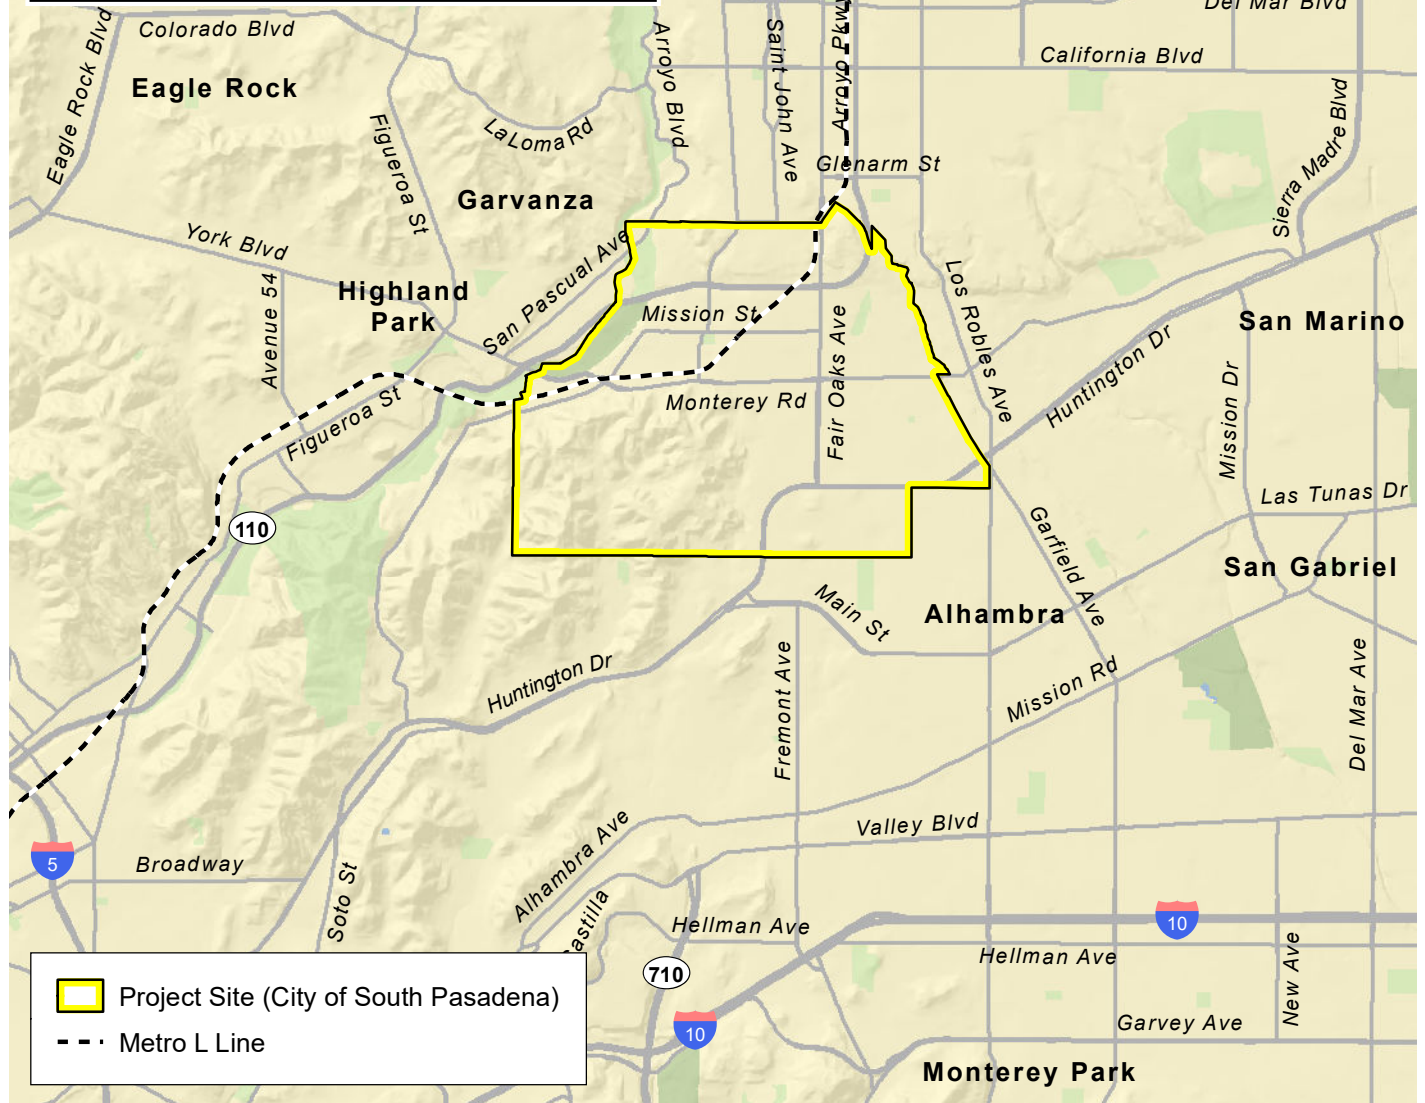 Del Mar Blvd
Colorado Blvd
California Blvd
Eagle Rock
Eagle Rock Blvd
Arroyo Blvd
Saint John Ave
Arroyo Pkwy
La Loma Rd
Figueroa St
Glenarm St
Sierra Madre Blvd
Garvanza
York Blvd
San Pascual Ave
Los Robles Ave
Highland
Park
Avenue 54
Mission St
Fair Oaks Ave
San Marino
Huntington Dr
Mission Dr
Monterey Rd
Figueroa St
Las Tunas Dr
110
Garfield Ave
San Gabriel
Main St
Alhambra
Huntington Dr
Fremont Ave
Mission Rd
Del Mar Ave
Valley Blvd
Alhambra Ave
5
Broadway
Soto St
Hellman Ave
10
Hellman Ave
New Ave
710
10
Garvey Ave
Monterey Park
Project Site (City of South Pasadena)
Metro L Line